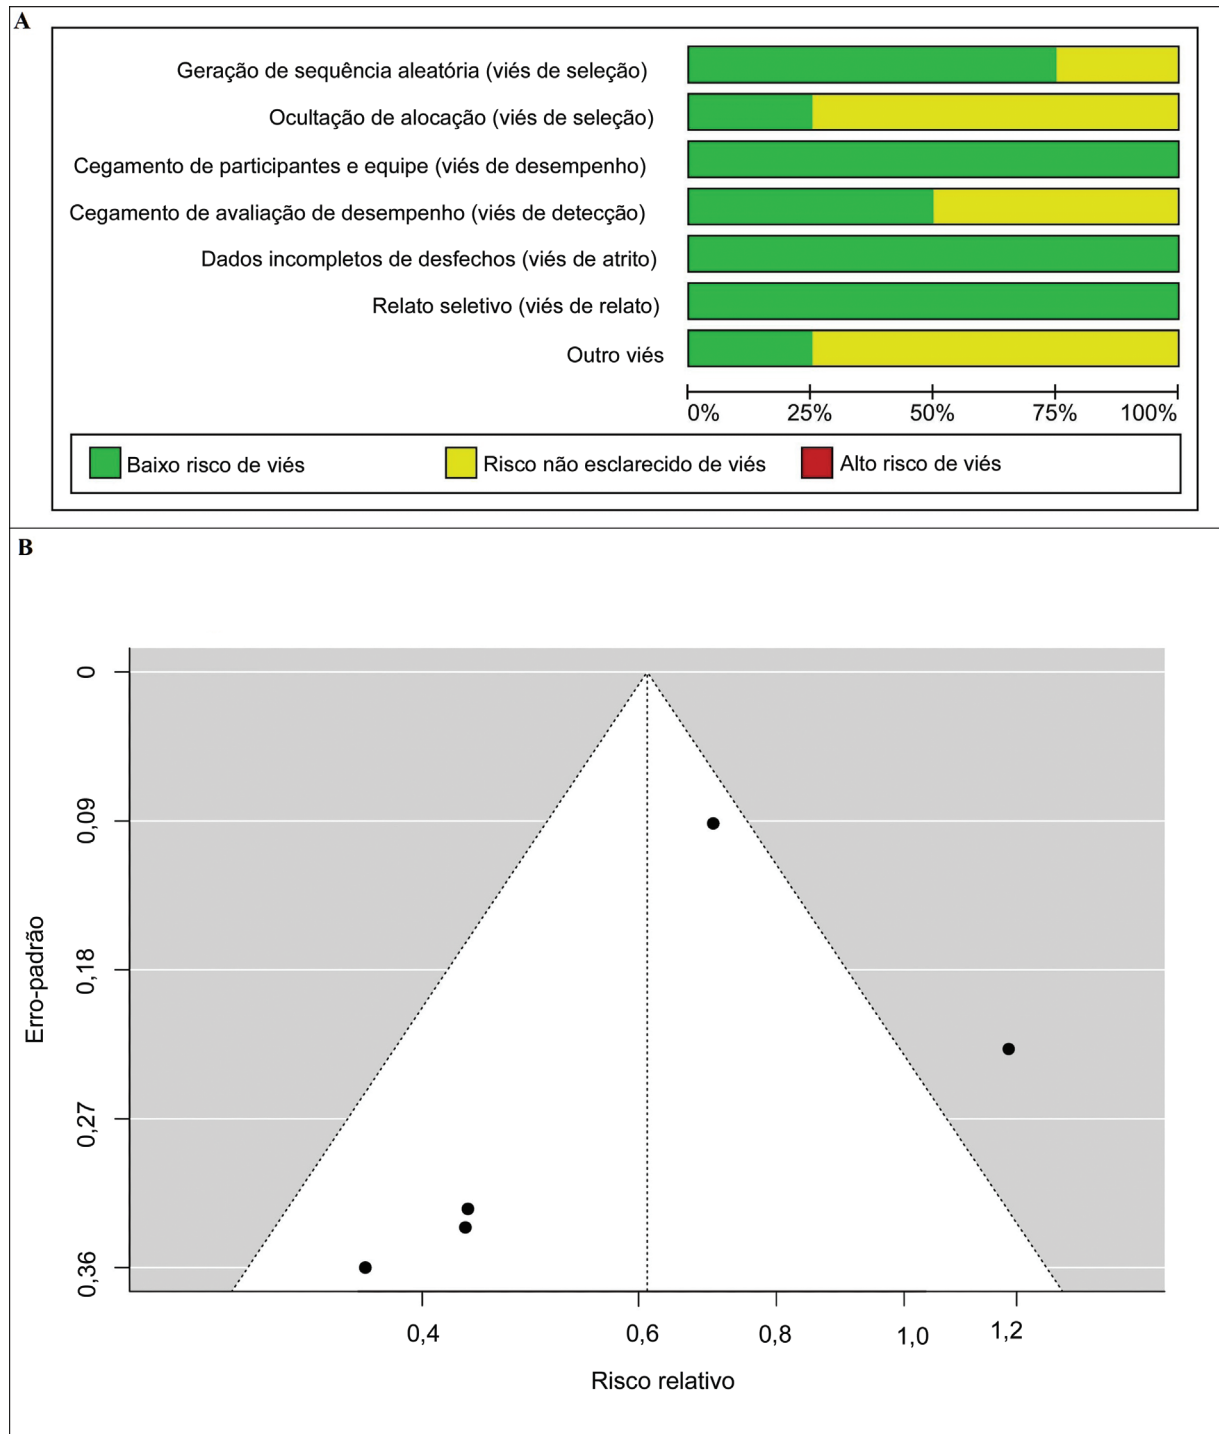 A
Geração de sequência aleatória (viés de seleção)
Ocultação de alocação (viés de seleção)
Cegamento de participantes e equipe (viés de desempenho)
Cegamento de avaliação de desempenho (viés de detecção)
Dados incompletos de desfechos (viés de atrito)
Relato seletivo (viés de relato)
Outro viés
0% 25% 50% 75% 100%
Baixo risco de viés Risco não esclarecido de viés Alto risco de viés
B
Erro-padrão
0
0,09
0,18
0,27
0,36
0,4 0,6 0,8 1,0 1,2
Risco relativo